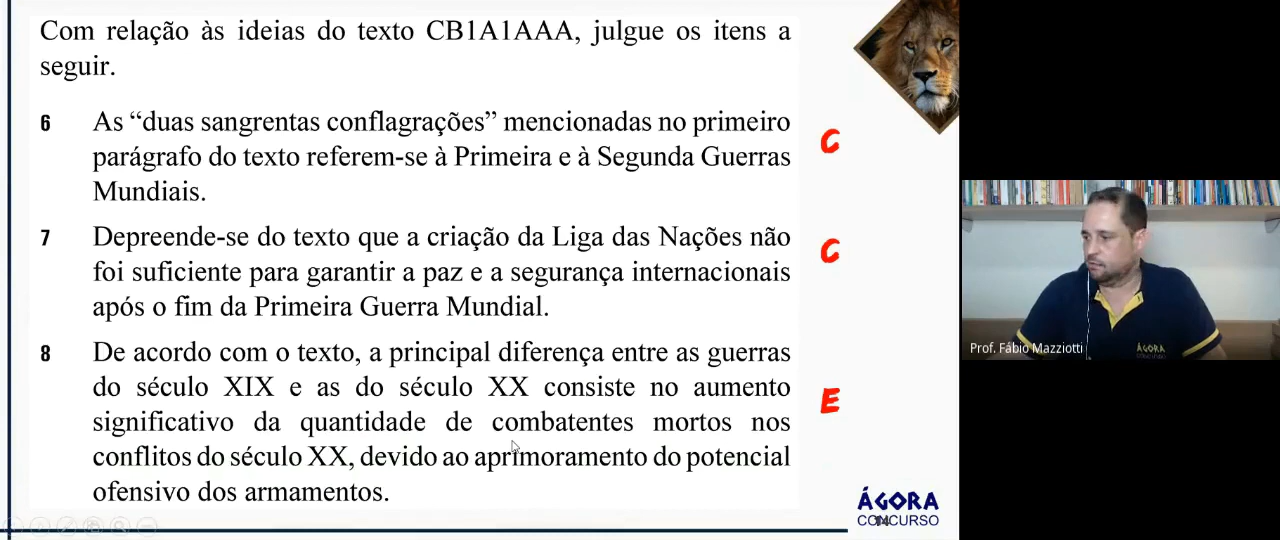 Com relação às ideias do texto CB1A1AAA, julgue os itens a
seguir.
6 As “duas sangrentas conflagrações” mencionadas no primeiro
parágrafo do texto referem-se à Primeira e à Segunda Guerras
Mundiais.
C
7 Depreende-se do texto que a criação da Liga das Nações não
foi suficiente para garantir a paz e a segurança internacionais
após o fim da Primeira Guerra Mundial.
C
8 De acordo com o texto, a principal diferença entre as guerras
do século XIX e as do século XX consiste no aumento
significativo da quantidade de combatentes mortos nos
conflitos do século XX, devido ao aprimoramento do potencial
ofensivo dos armamentos.
E
ÁGORA
CONCURSO
14
Prof. Fábio Mazziotti
ÁGORA